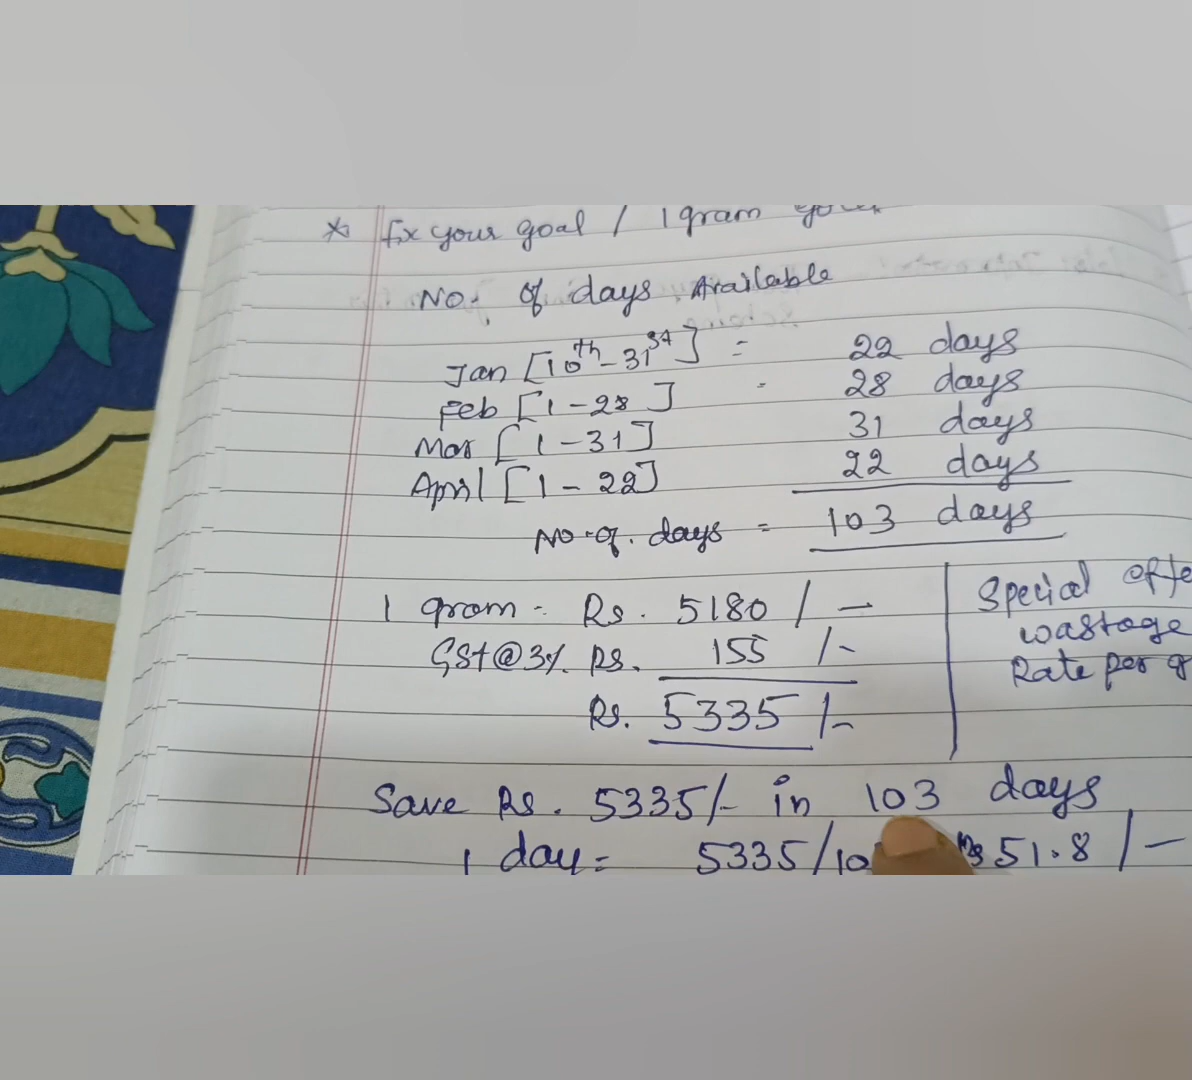 * fix your goal / 1 gram gold
No. of days Available
Jan [10th - 31st] = 22 days
Feb [1 - 28] - 28 days
Mar [1 - 31] 31 days
April [1 - 22] 22 days
No. of. days = 103 days
1 gram - Rs. 5180 /-
GST @ 3%. Rs. 155 /-
Rs. 5335 /-
Special offe
wastage
Rate per gr
Save Rs. 5335/- in 103 days
1 day = 5335/10 Rs 51.8 /-